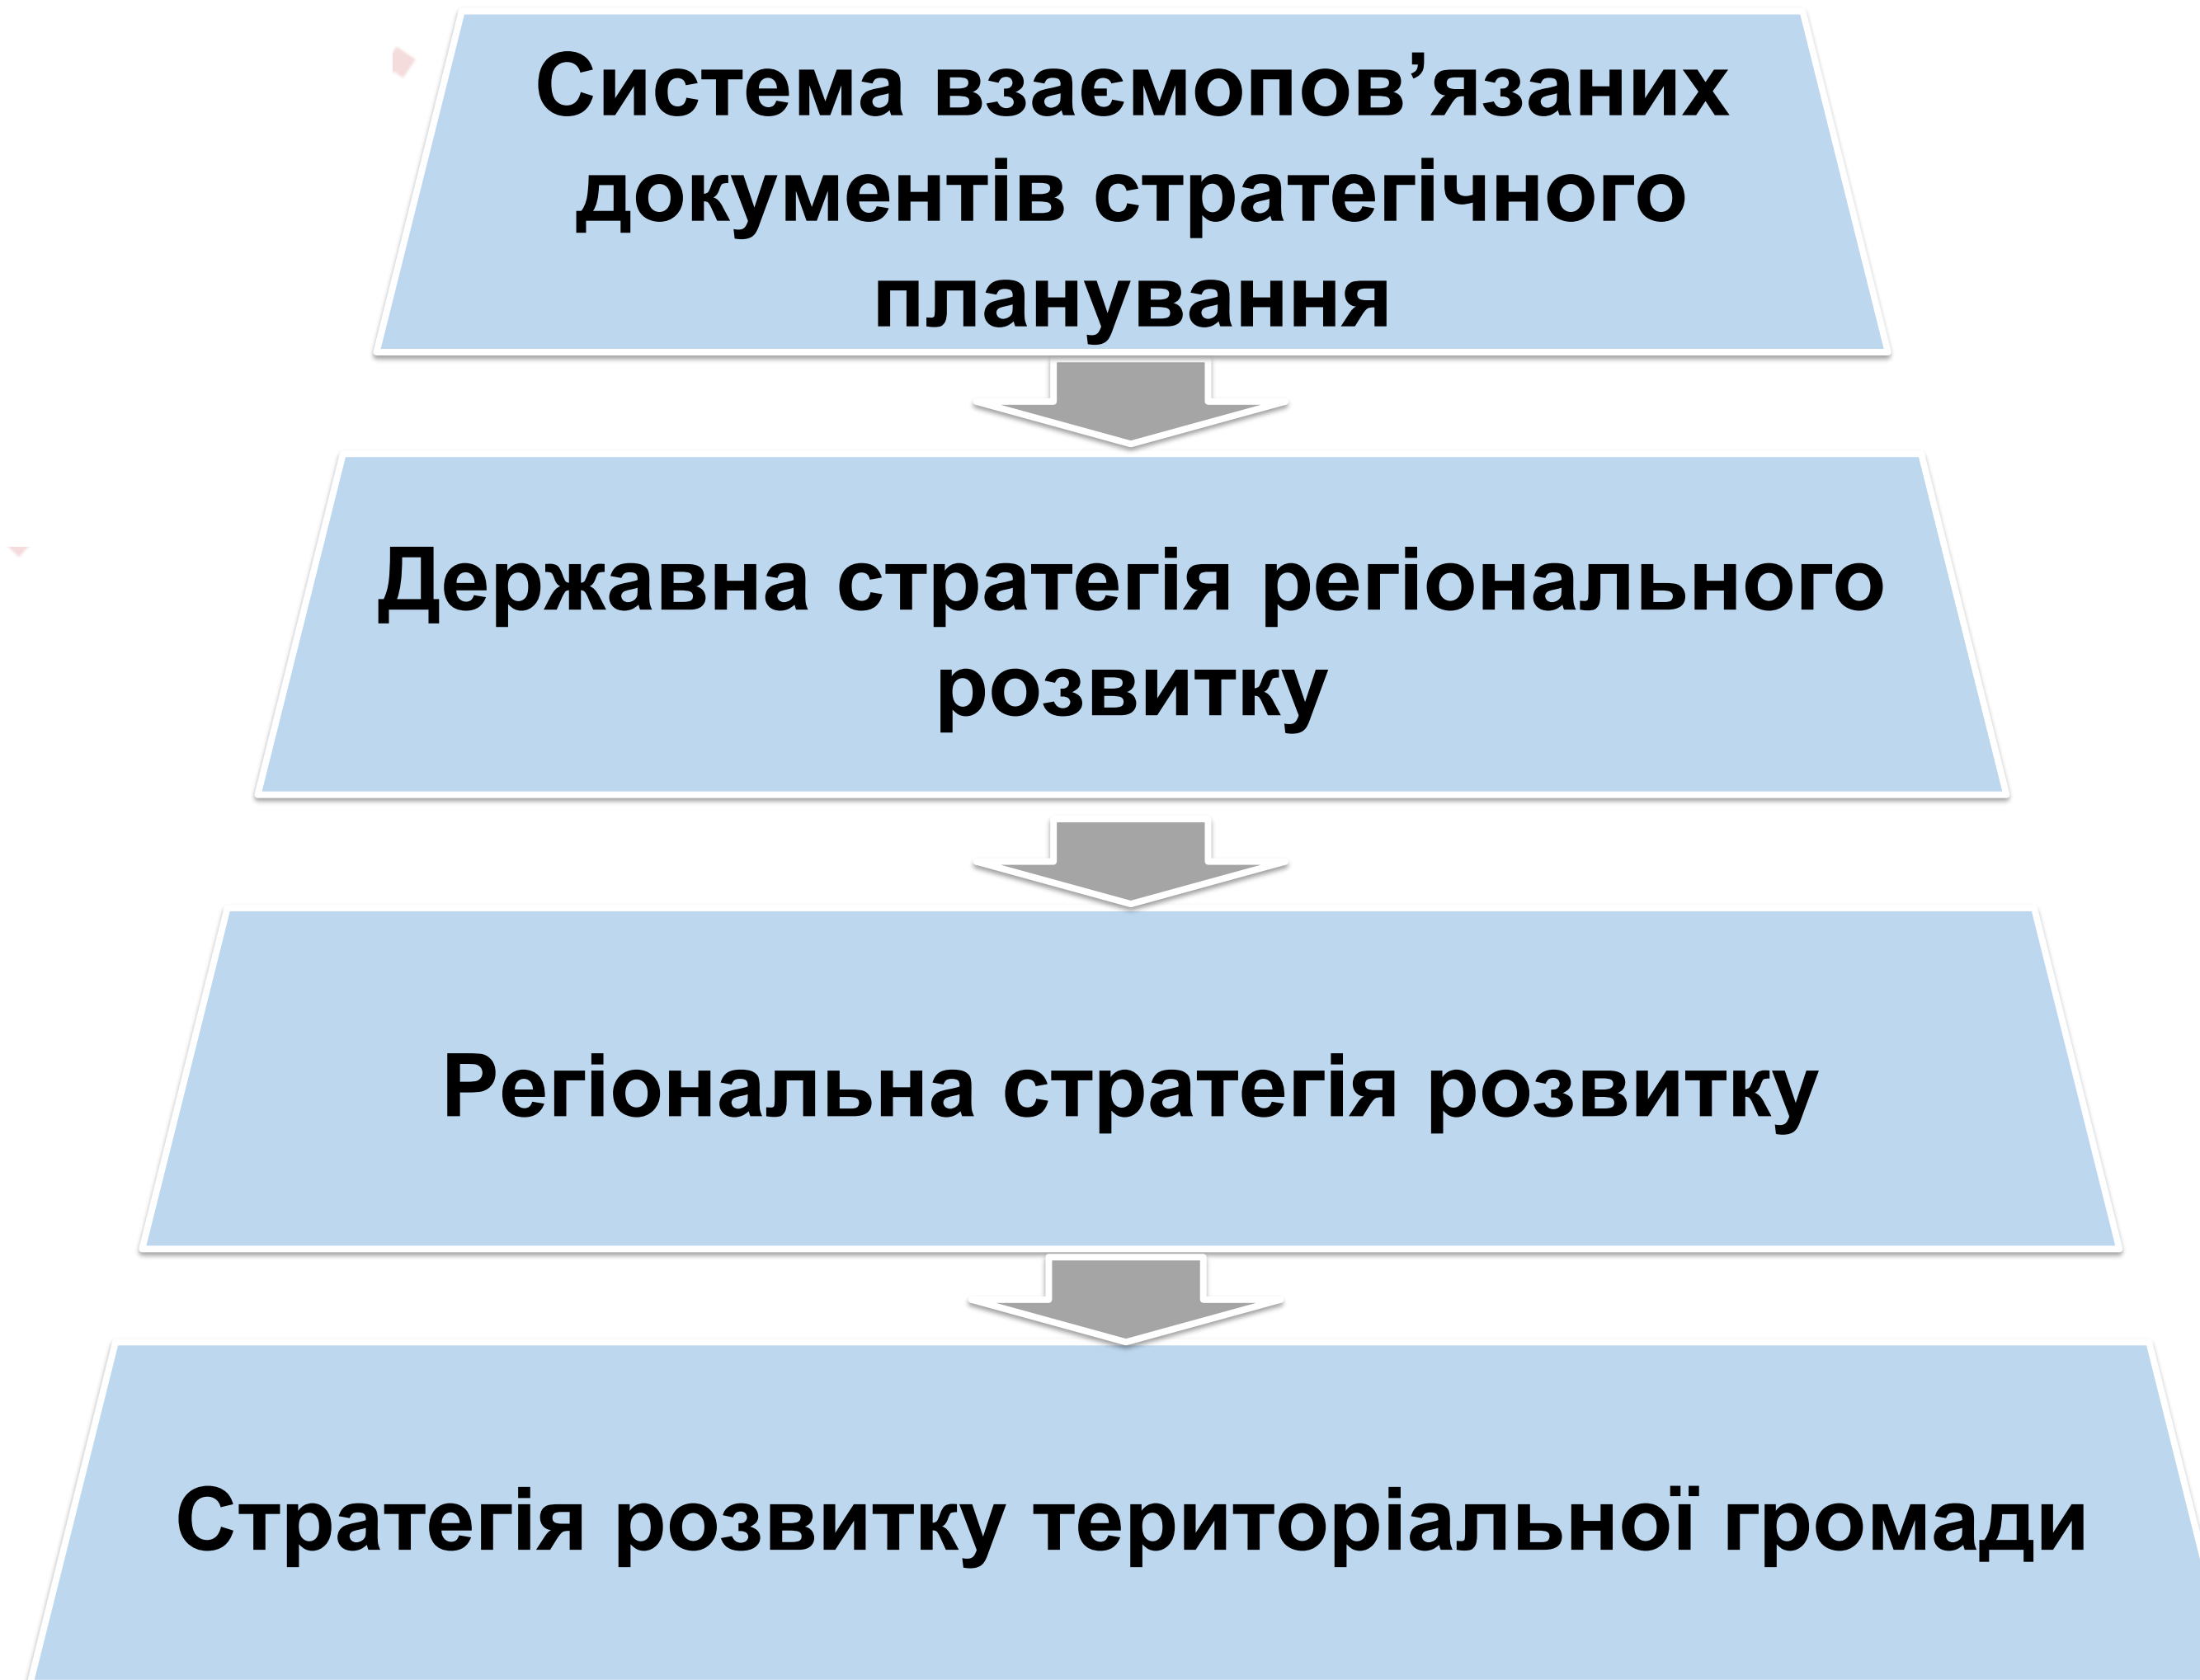 Система взаємопов’язаних
документів стратегічного
планування
Державна стратегія регіонального
розвитку
Регіональна стратегія розвитку
Стратегія розвитку територіальної громади